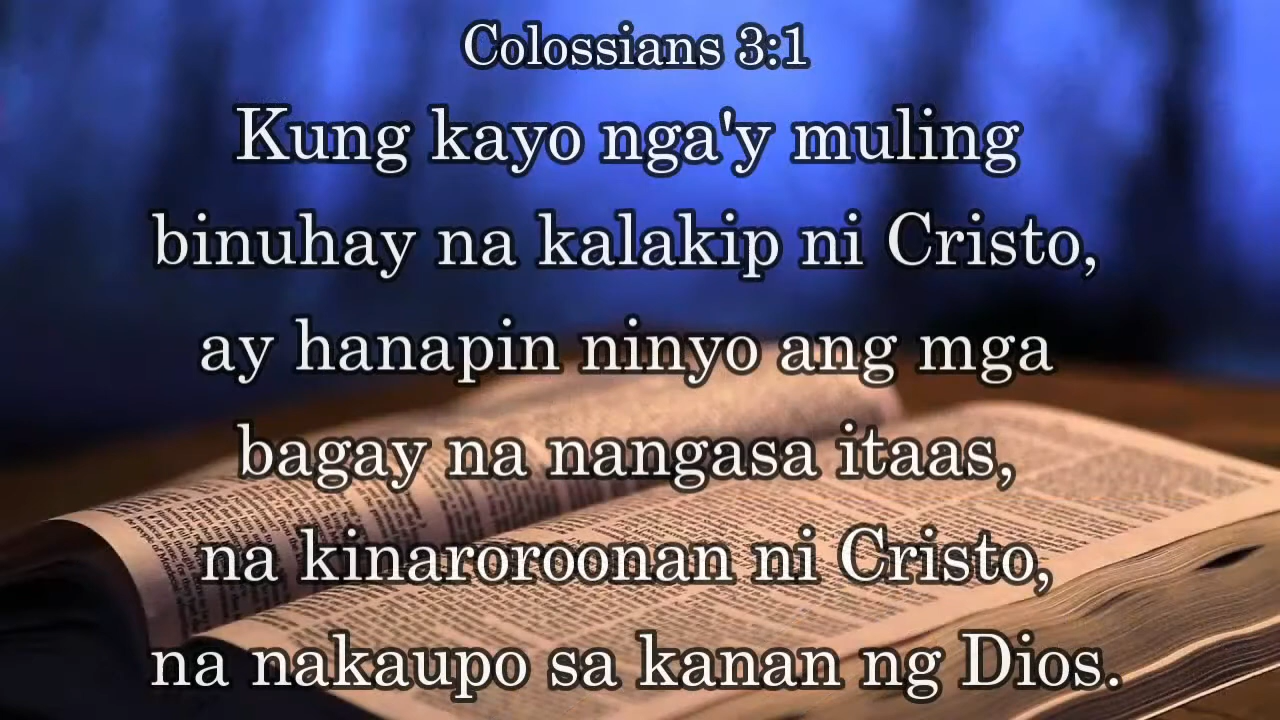 Colossians 3:1
Kung kayo nga'y muling
binuhay na kalakip ni Cristo,
ay hanapin ninyo ang mga
bagay na nangasa itaas,
na kinaroroonan ni Cristo,
na nakaupo sa kanan ng Dios.